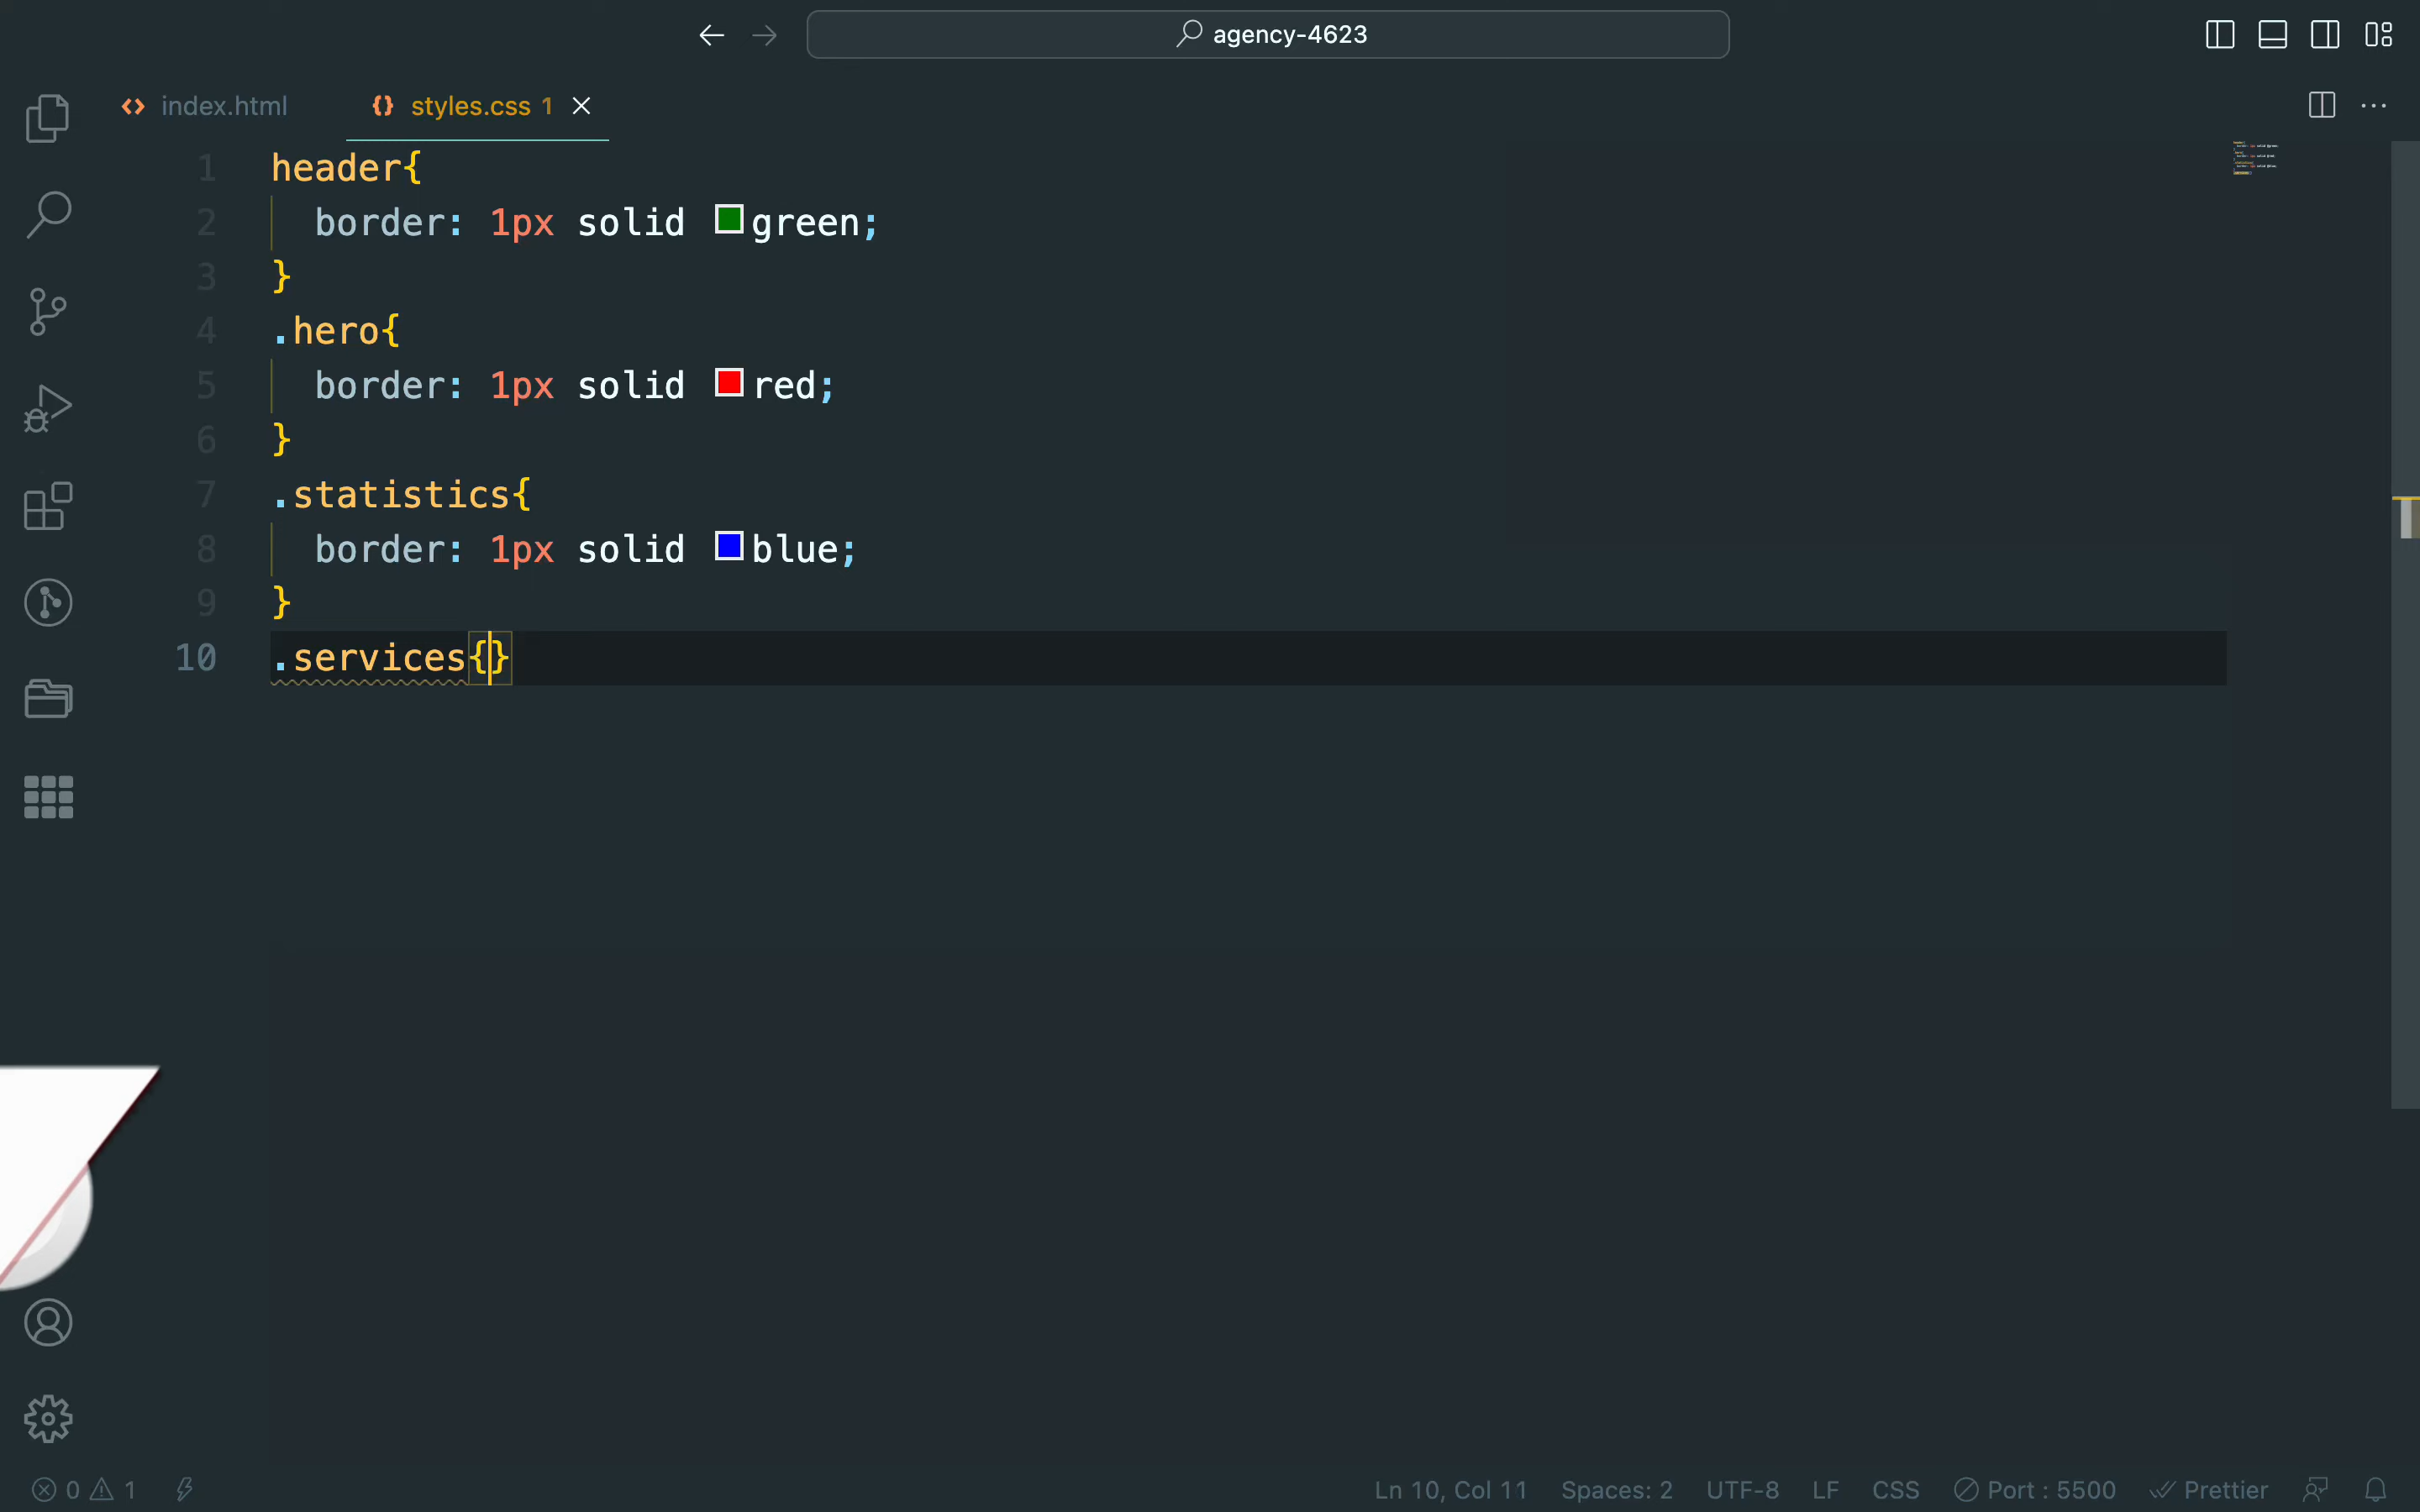 agency-4623
index.html
styles.css 1
1 header{
2 border: 1px solid green;
3 }
4 .hero{
5 border: 1px solid red;
6 }
7 .statistics{
8 border: 1px solid blue;
9 }
10 .services{}
0 1 Ln 10, Col 11 Spaces: 2 UTF-8 LF CSS Port : 5500 Prettier